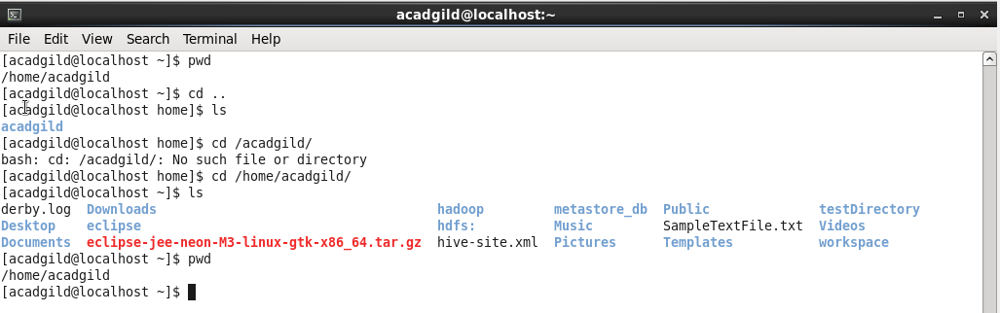 acadgild@localhost:~
File Edit View Search Terminal Help
[acadgild@localhost ~]$ pwd
/home/acadgild
[acadgild@localhost ~]$ cd ..
[acadgild@localhost home]$ ls
acadgild
[acadgild@localhost home]$ cd /acadgild/
bash: cd: /acadgild/: No such file or directory
[acadgild@localhost home]$ cd /home/acadgild/
[acadgild@localhost ~]$ ls
derby.log  Downloads                                    hadoop         metastore_db  Public              testDirectory
Desktop    eclipse                                      hdfs:          Music         SampleTextFile.txt  Videos
Documents  eclipse-jee-neon-M3-linux-gtk-x86_64.tar.gz  hive-site.xml  Pictures      Templates           workspace
[acadgild@localhost ~]$ pwd
/home/acadgild
[acadgild@localhost ~]$